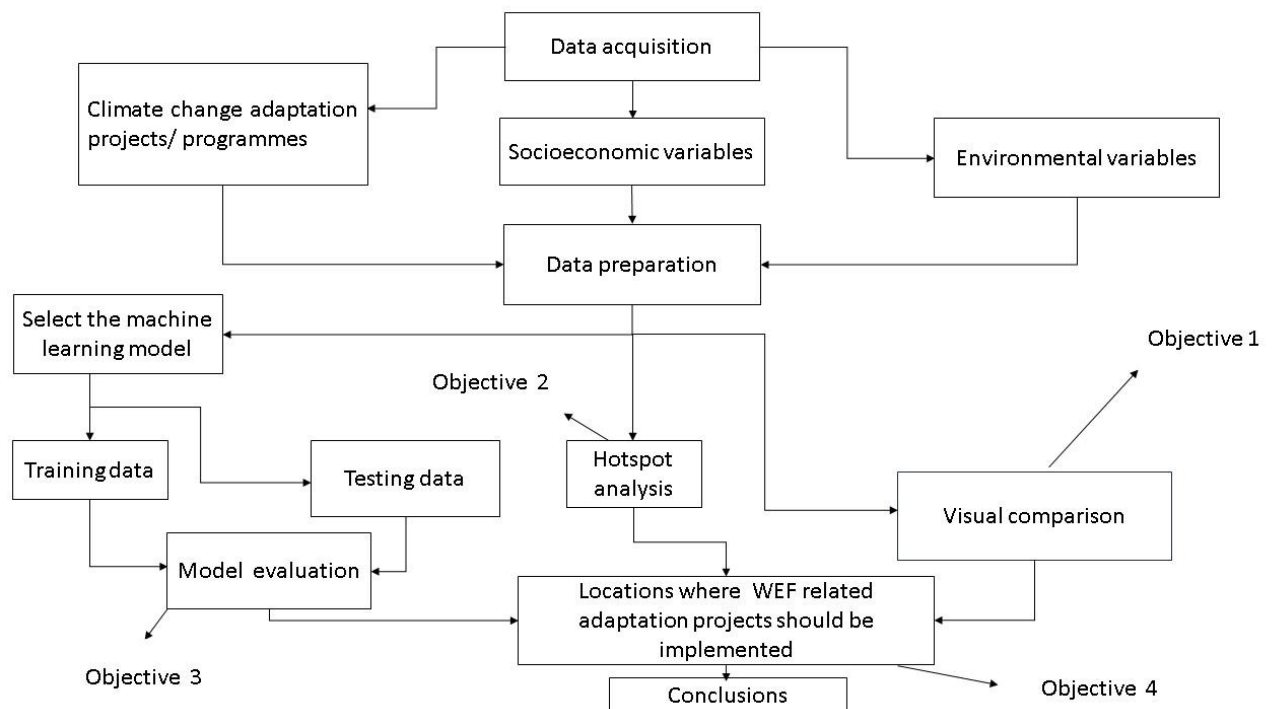 Data acquisition
Climate change adaptation
projects/ programmes
Socioeconomic variables
Environmental variables
Data preparation
Select the machine
learning model
Objective 1
Objective 2
Training data
Testing data
Hotspot
analysis
Visual comparison
Model evaluation
Locations where WEF related
adaptation projects should be
implemented
Objective 3
Objective 4
Conclusions